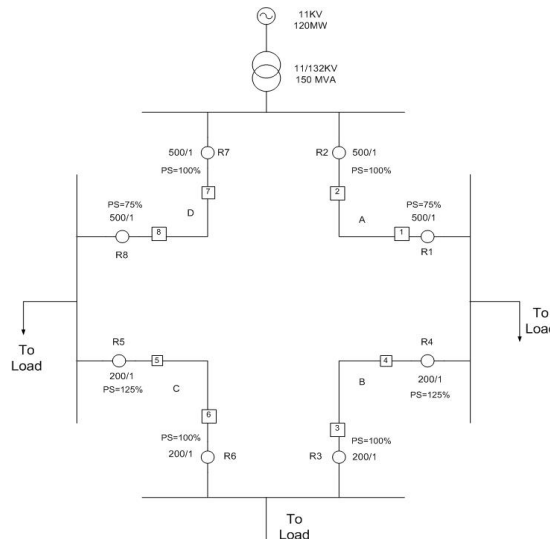 11KV
120MW
11/132KV
150 MVA
500/1
R7
R2
500/1
PS=100%
PS=100%
7
2
PS=75%
500/1
D
A
PS=75%
500/1
8
1
R8
R1
To
Load
To
Load
R5
R4
5
4
200/1
PS=125%
C
B
200/1
PS=125%
6
3
PS=100%
200/1
R6
R3
PS=100%
200/1
To
Load